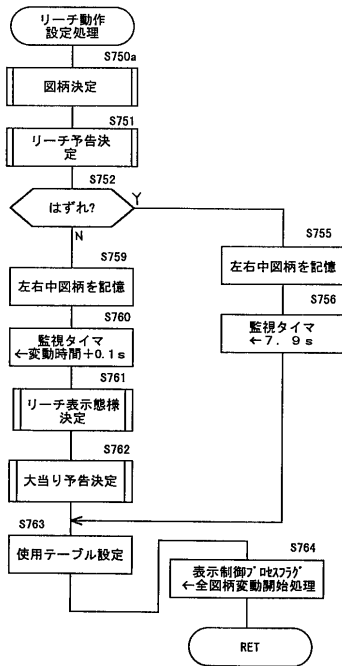 リーチ動作
設定処理
S750a
図柄決定
S751
リーチ予告決
定
S752
はずれ?
Y
N
S755
左右中図柄を記憶
S756
監視タイマ
←7.9s
S759
左右中図柄を記憶
S760
監視タイマ
←変動時間+0.1s
S761
リーチ表示態様
決定
S762
大当り予告決定
S763
使用テーブル設定
S764
表示制御ﾌﾟﾛｾｽﾌﾗｸﾞ
←全図柄変動開始処理
RET